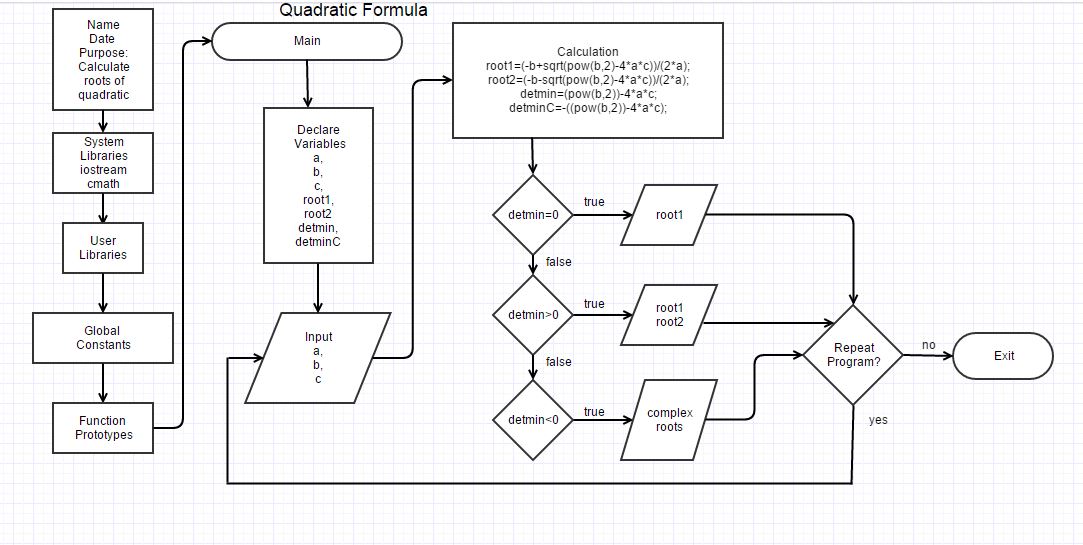 Quadratic Formula
Name
Date
Purpose:
Calculate
roots of
quadratic
System
Libraries
iostream
cmath
User
Libraries
Global
Constants
Function
Prototypes
Main
Declare
Variables
a,
b,
c,
root1,
root2
detmin,
detminC
Input
a,
b,
c
Calculation
root1=(-b+sqrt(pow(b,2)-4*a*c))/(2*a);
root2=(-b-sqrt(pow(b,2)-4*a*c))/(2*a);
detmin=(pow(b,2))-4*a*c;
detminC=-((pow(b,2))-4*a*c);
detmin=0
true
root1
false
detmin>0
true
root1
root2
false
detmin<0
true
complex
roots
Repeat
Program?
no
Exit
yes